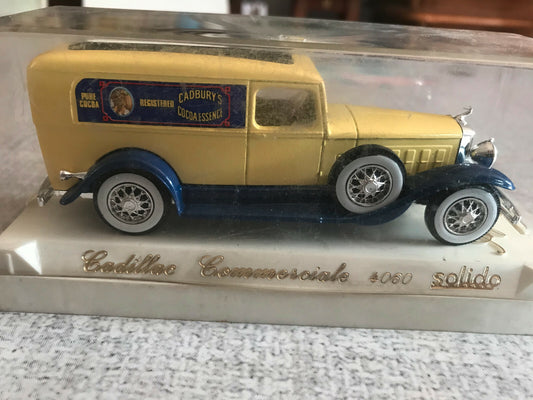 PURE
COCOA
REGISTERED
CADBURY'S
COCOA ESSENCE
Cadillac Commerciale 4060 solido